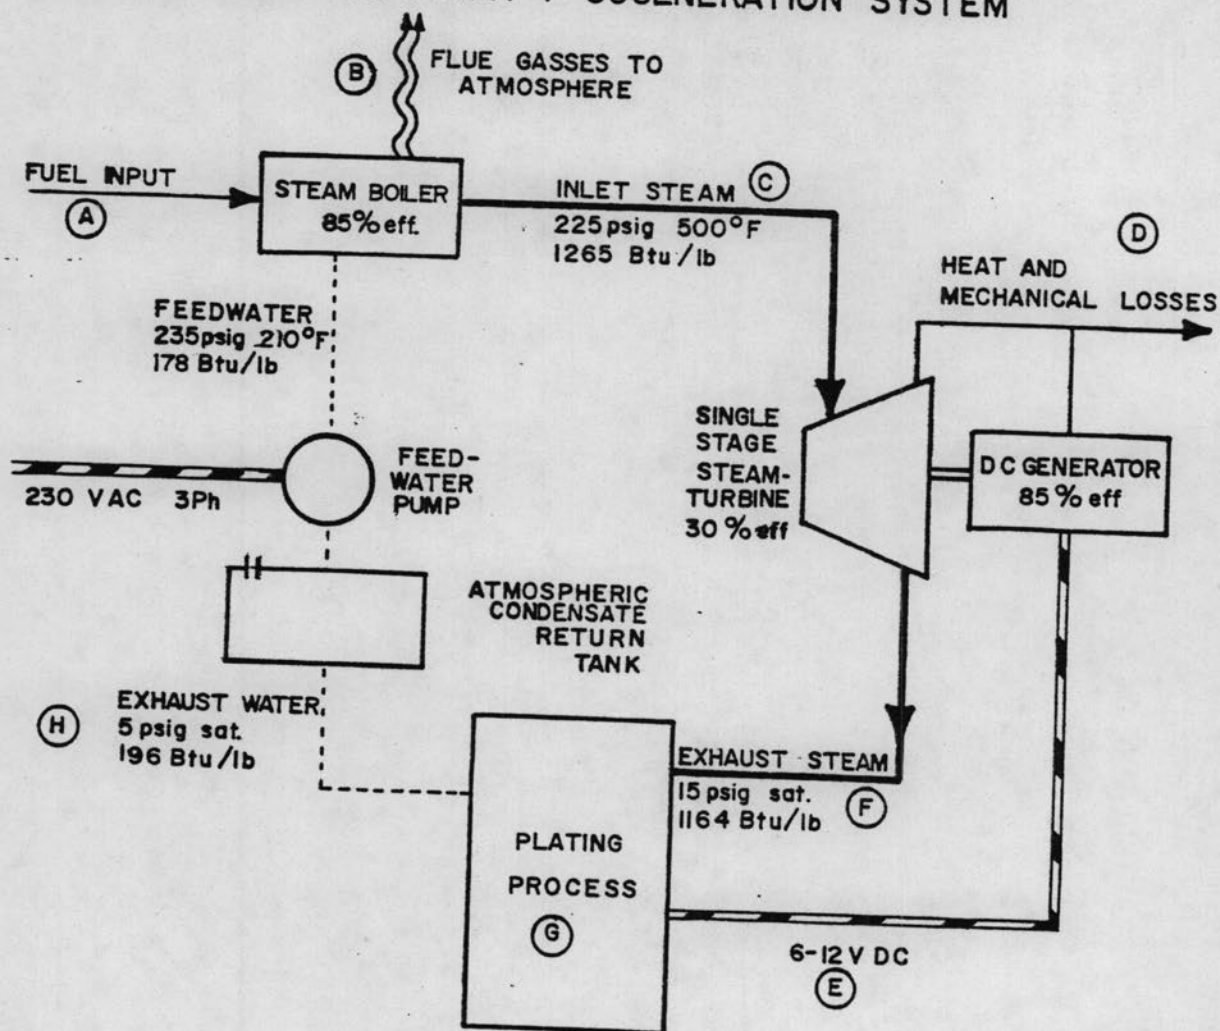 COGENERATION SYSTEM
B
FLUE GASSES TO
ATMOSPHERE
FUEL INPUT
A
STEAM BOILER
85% eff.
INLET STEAM C
225 psig 500°F
1265 Btu/lb
D
HEAT AND
MECHANICAL LOSSES
FEEDWATER
235psig 210°F
178 Btu/lb
SINGLE
STAGE
STEAM-
TURBINE
30% eff
DC GENERATOR
85% eff
230 VAC 3Ph
FEED-
WATER
PUMP
ATMOSPHERIC
CONDENSATE
RETURN
TANK
H
EXHAUST WATER
5 psig sat.
196 Btu/lb
EXHAUST STEAM
15 psig sat.
1164 Btu/lb
F
PLATING
PROCESS
G
6-12V DC
E